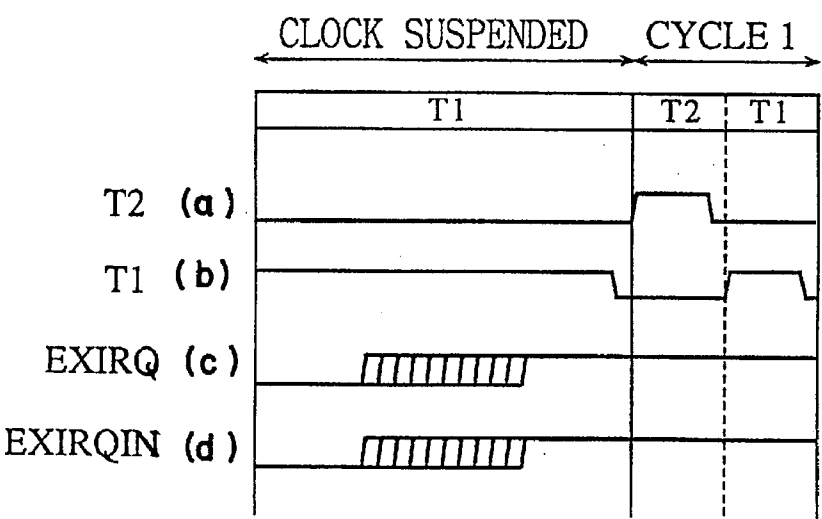 CLOCK SUSPENDED CYCLE 1
T1 T2 T1
T2 (a)
T1 (b)
EXIRQ (c)
EXIRQIN (d)